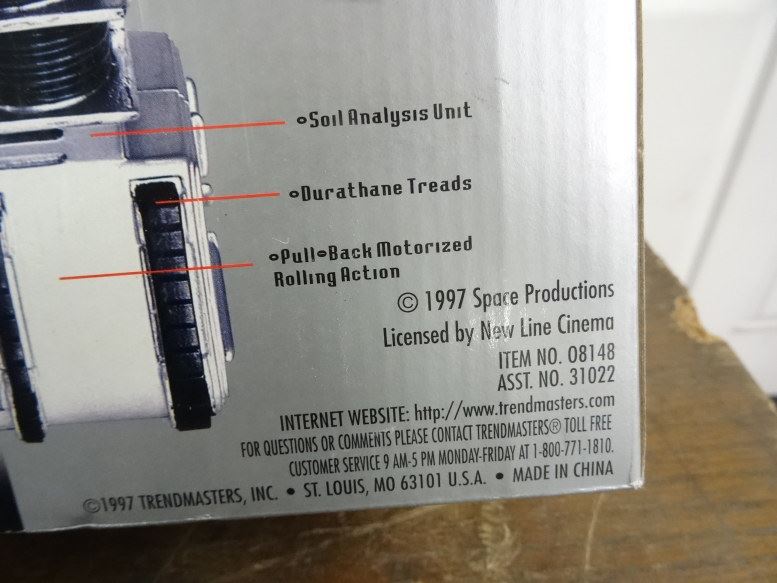 Soil Analysis Unit
Durathane Treads
Pull-Back Motorized
Rolling Action
© 1997 Space Productions
Licensed by New Line Cinema
ITEM NO. 08148
ASST. NO. 31022
INTERNET WEBSITE: http://www.trendmasters.com
FOR QUESTIONS OR COMMENTS PLEASE CONTACT TRENDMASTERS® TOLL FREE
CUSTOMER SERVICE 9 AM-5 PM MONDAY-FRIDAY AT 1-800-771-1810.
©1997 TRENDMASTERS, INC. • ST. LOUIS, MO 63101 U.S.A. • MADE IN CHINA